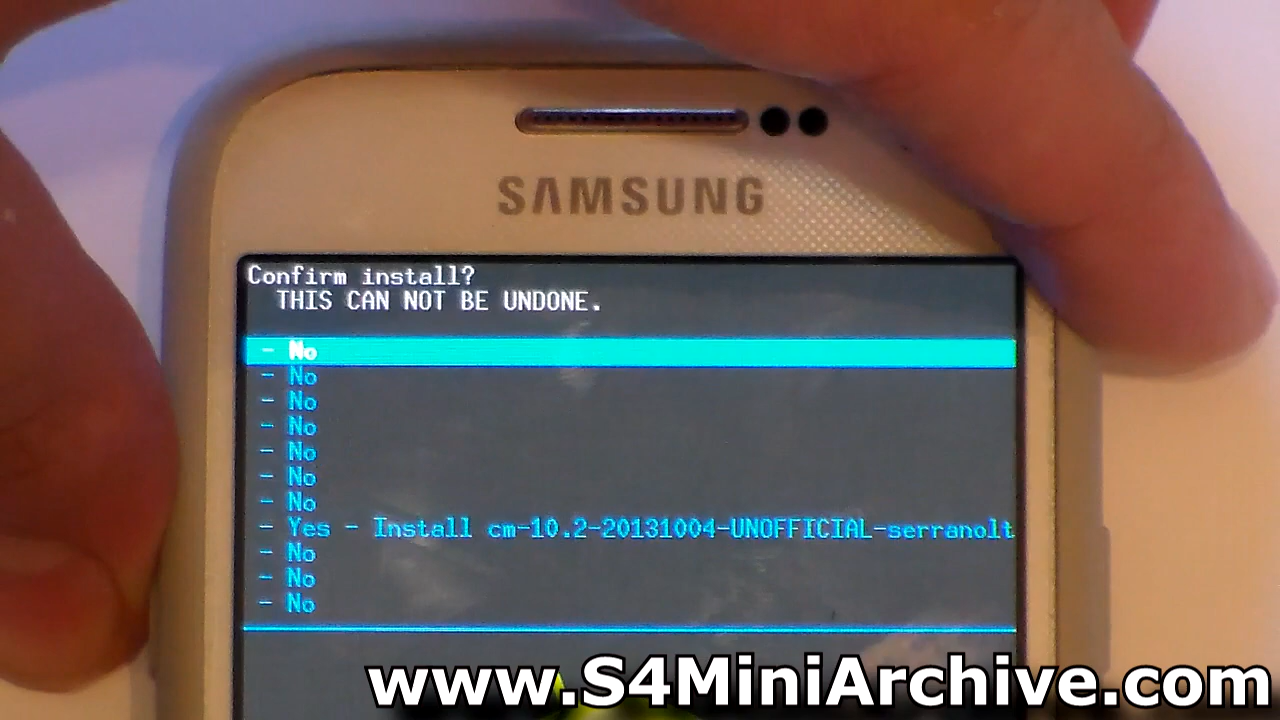 SAMSUNG
Confirm install?
THIS CAN NOT BE UNDONE.
- No
- No
- No
- No
- No
- No
- No
- Yes - Install cm-10.2-20131004-UNOFFICIAL-serranolt
- No
- No
- No
www.S4MiniArchive.com